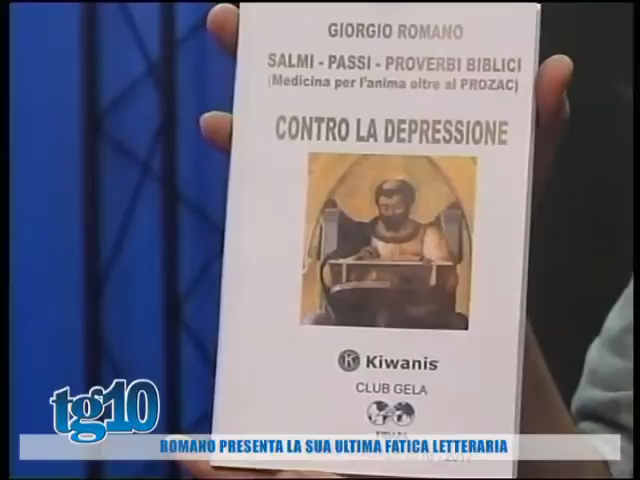 GIORGIO ROMANO
SALMI - PASSI - PROVERBI BIBLICI
(Medicina per l'anima oltre al PROZAC)
CONTRO LA DEPRESSIONE
K Kiwanis
CLUB GELA
tg10
ROMANO PRESENTA LA SUA ULTIMA FATICA LETTERARIA